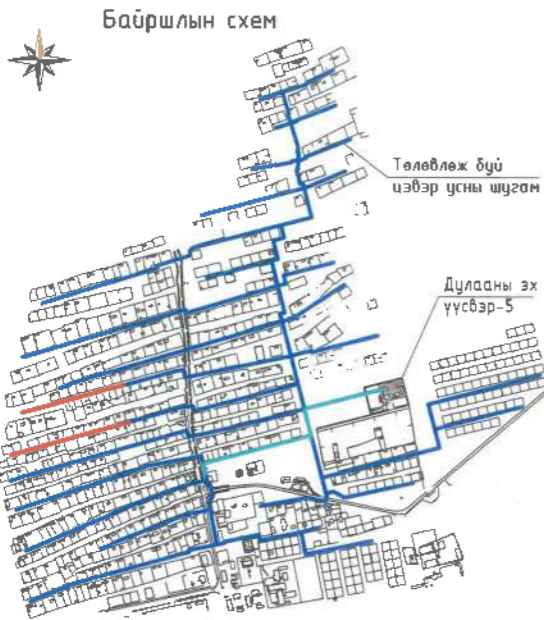 Байршлын схем
Төлөвлөж буй
цэвэр усны шугам
Дулааны эх
үүсвэр-5